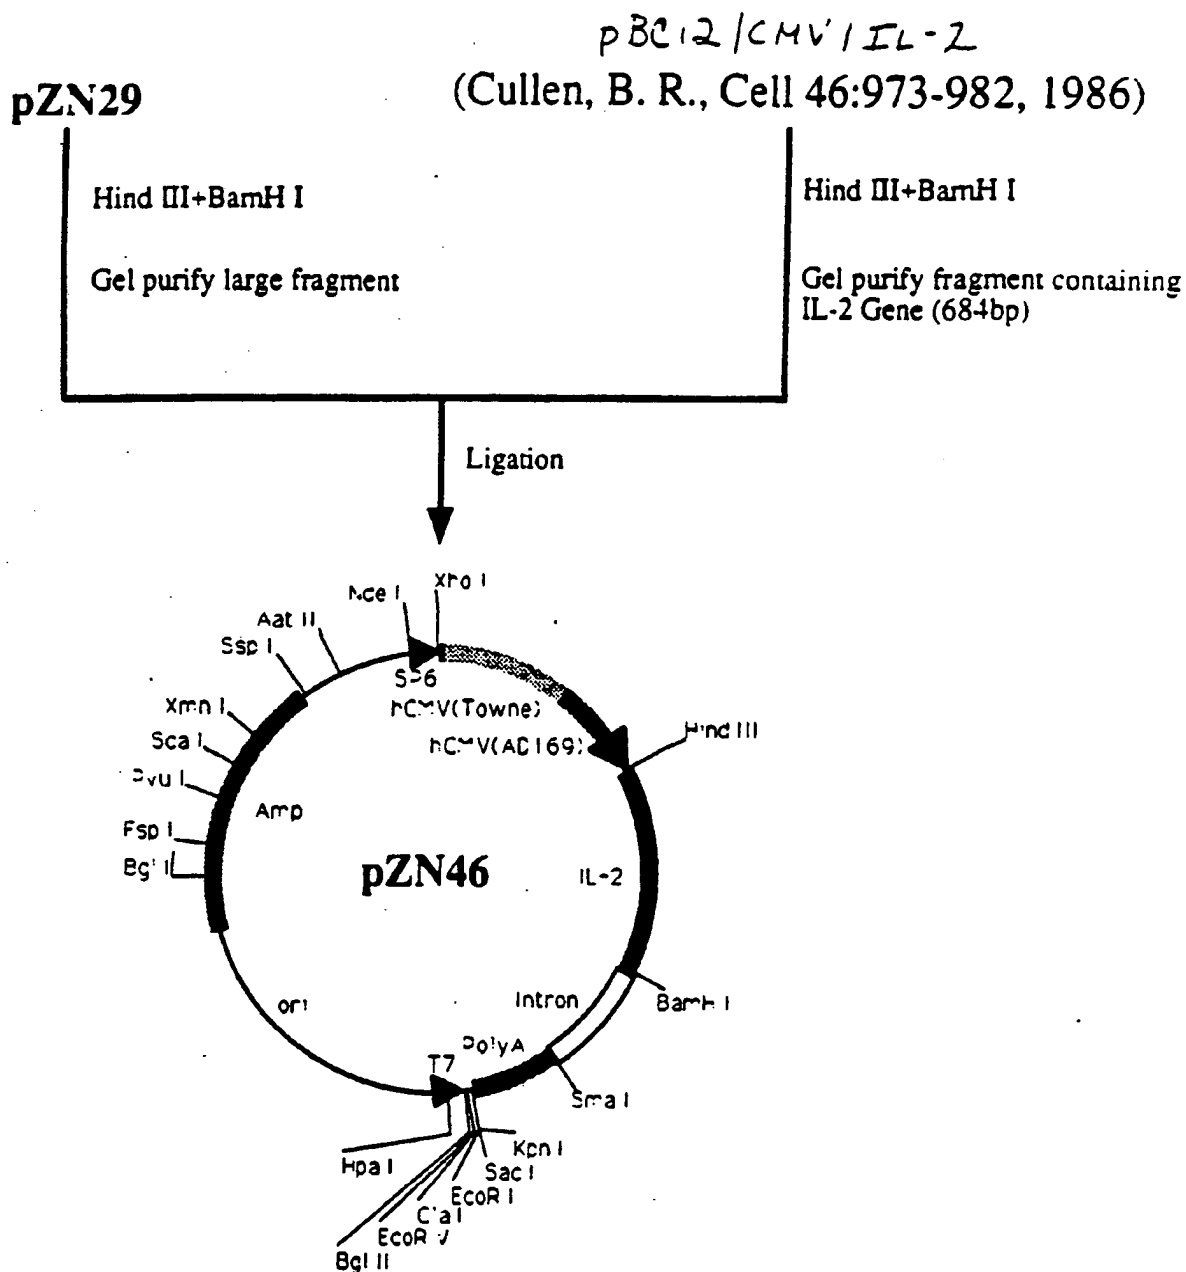 pBC12/CMV/IL-2
pZN29
(Cullen, B. R., Cell 46:973-982, 1986)
Hind III+BamH I
Gel purify large fragment
Hind III+BamH I
Gel purify fragment containing
IL-2 Gene (684bp)
Ligation
Xho I
Aat II
Ssp I
SP6
Xmn I
hCMV(Towne)
Sca I
hCMV(AD169)
Hind III
Pvu I
Amp
Fsp I
Bgl I
pZN46
IL-2
ori
Intron
BamH I
PolyA
T7
Sma I
Kpn I
Hpa I
Sac I
EcoR I
Cla I
EcoR V
Bgl II